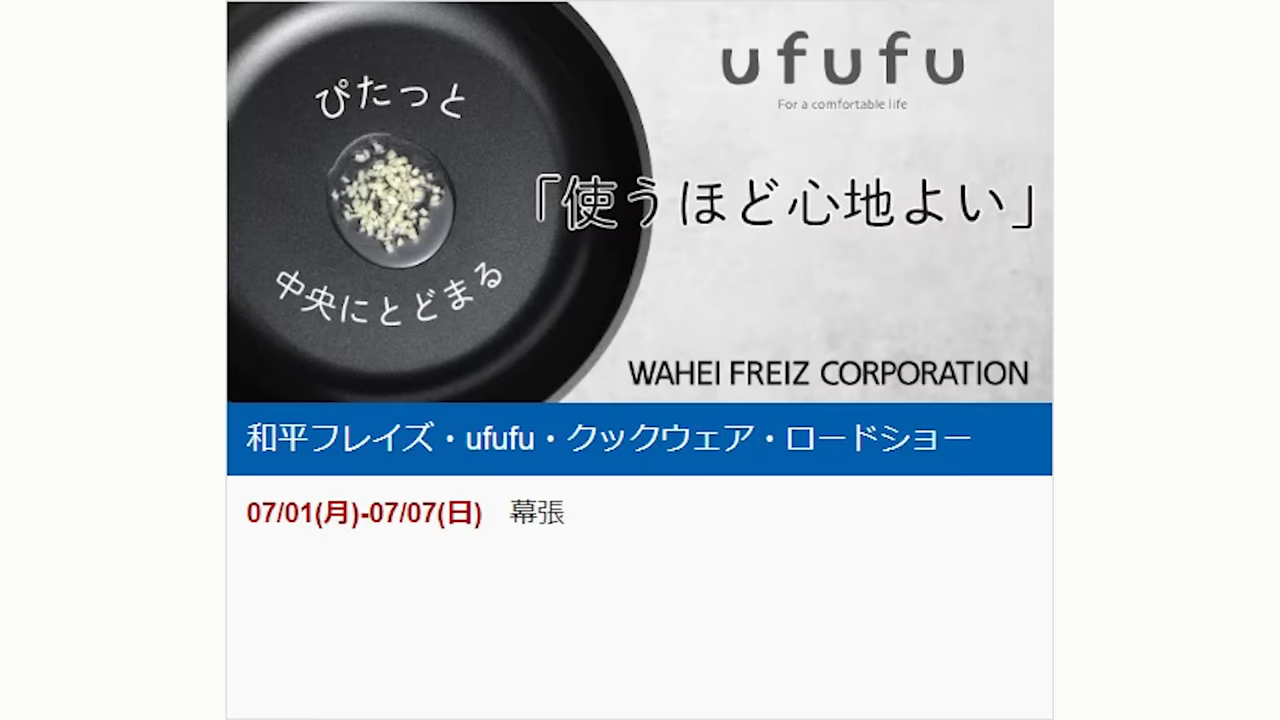 ufufu
For a comfortable life
ぴたっと
「使うほど心地よい」
中央にとどまる
WAHEI FREIZ CORPORATION
和平フレイズ・ufufu・クックウェア・ロードショー
07/01(月)-07/07(日) 幕張